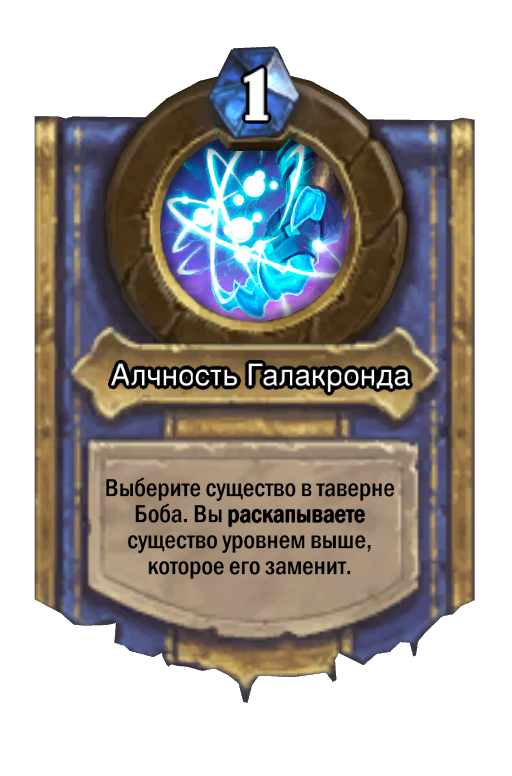 1
Алчность Галакронда
Выберите существо в таверне
Боба. Вы раскапываете
существо уровнем выше,
которое его заменит.